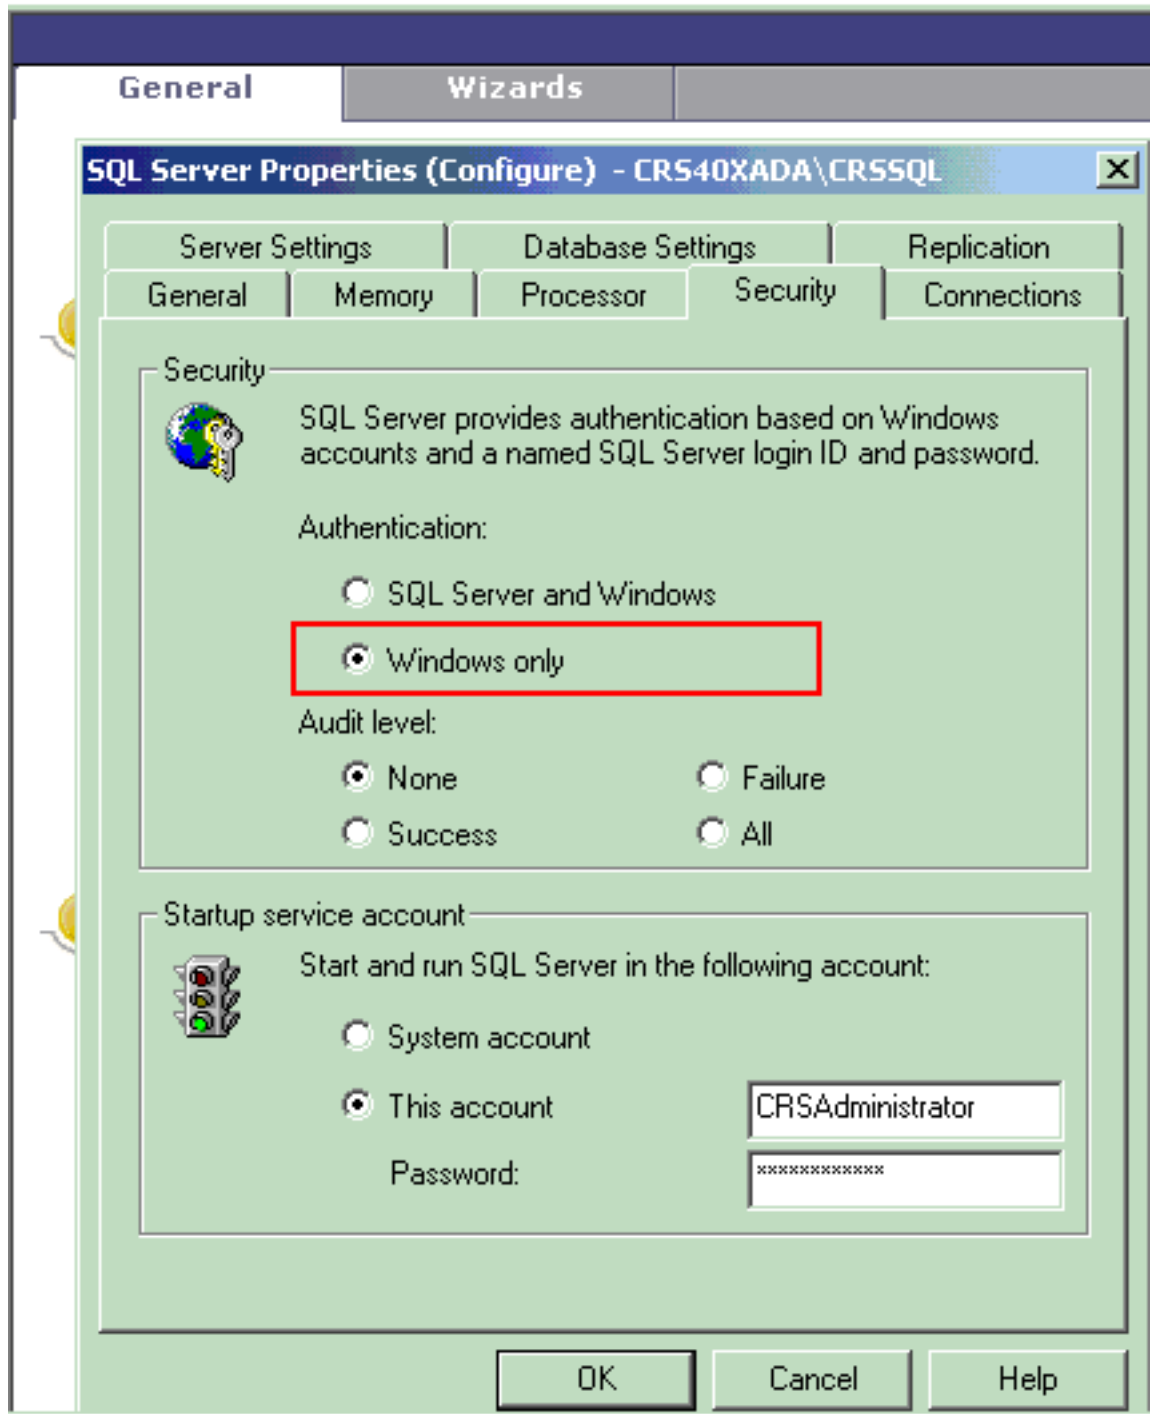 General Wizards
SQL Server Properties (Configure) - CRS40XADA\CRSSQL
Server Settings Database Settings Replication
General Memory Processor Security Connections
Security
SQL Server provides authentication based on Windows
accounts and a named SQL Server login ID and password.
Authentication:
SQL Server and Windows
Windows only
Audit level:
None Failure
Success All
Startup service account
Start and run SQL Server in the following account:
System account
This account CRSAdministrator
Password: ************
OK Cancel Help